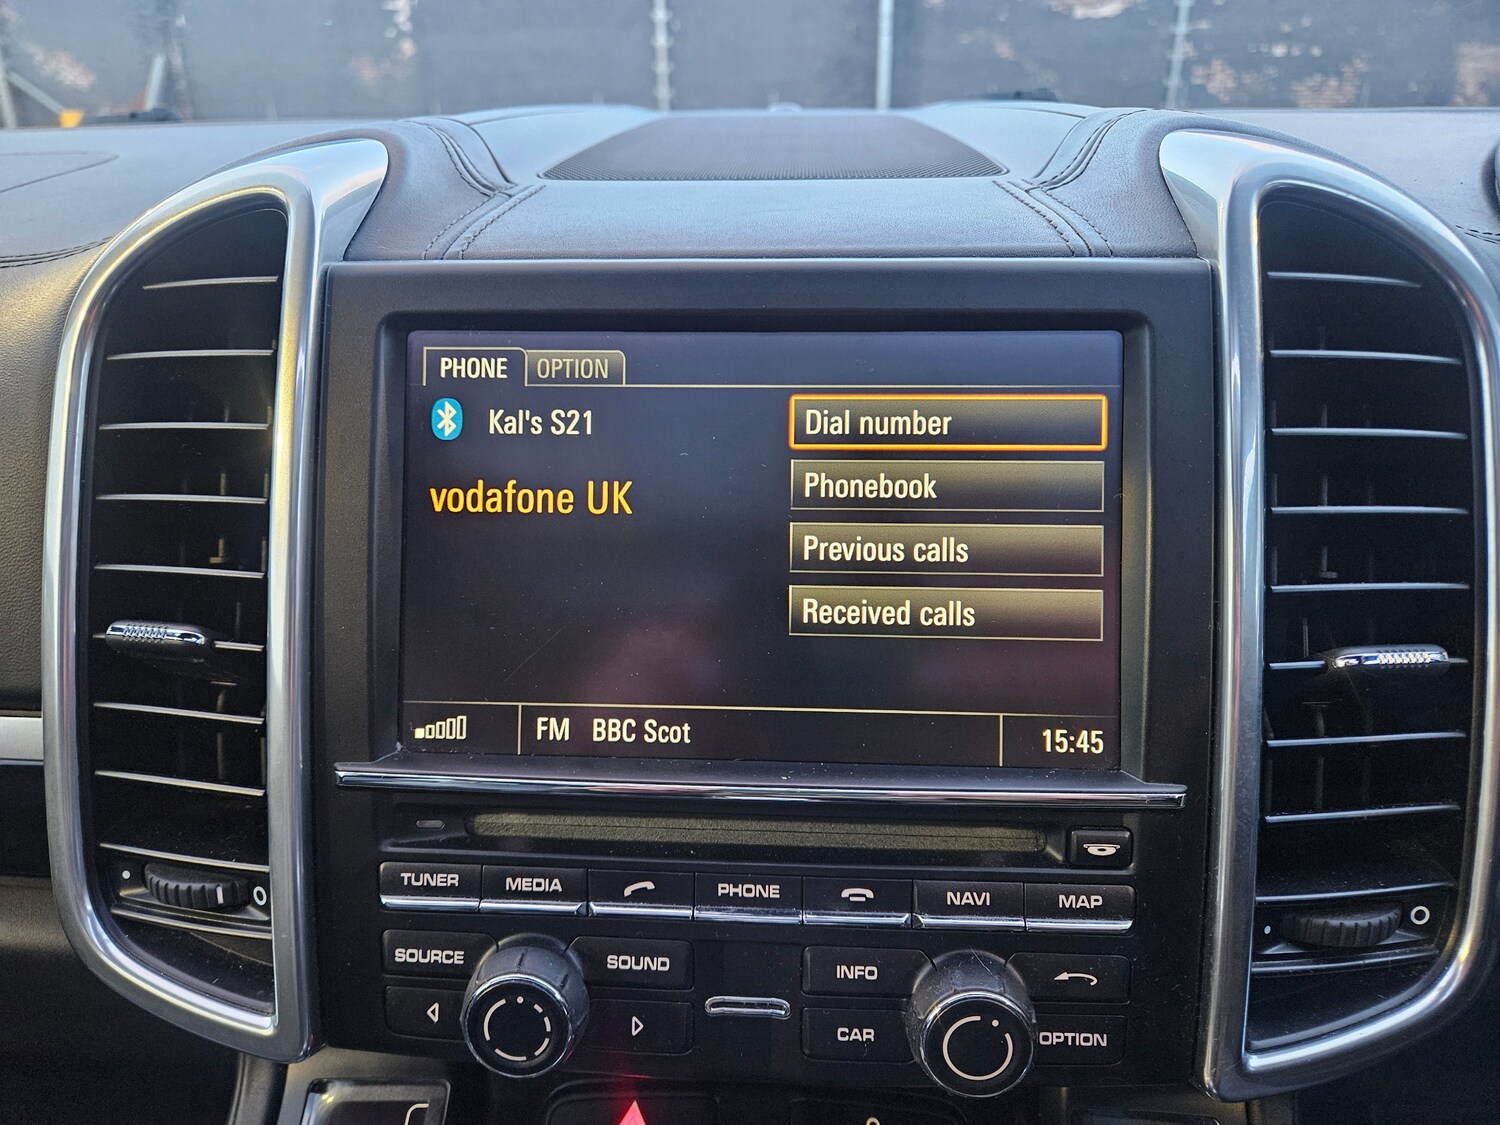 PHONE OPTION
Kal's S21
vodafone UK
Dial number
Phonebook
Previous calls
Received calls
FM BBC Scot 15:45
TUNER MEDIA PHONE NAVI MAP
SOURCE SOUND INFO
CAR OPTION